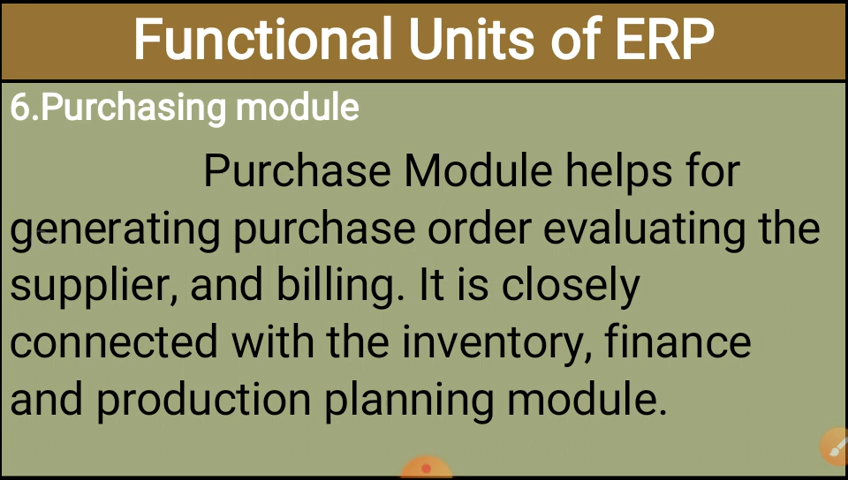 Functional Units of ERP
6.Purchasing module
Purchase Module helps for
generating purchase order evaluating the
supplier, and billing. It is closely
connected with the inventory, finance
and production planning module.